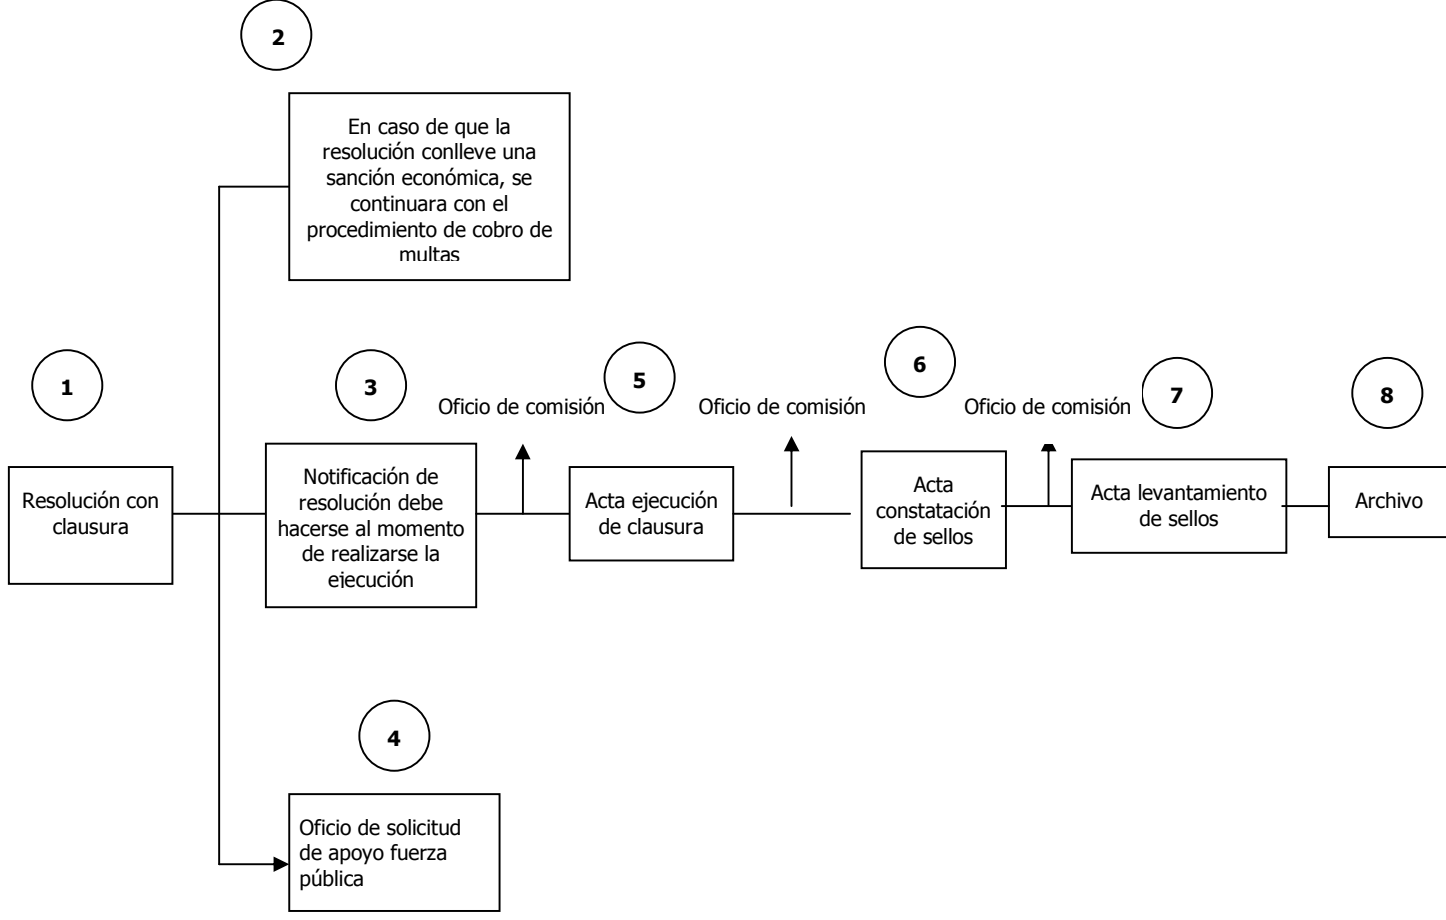 2
En caso de que la
resolución conlleve una
sanción económica, se
continuara con el
procedimiento de cobro de
multas
1
3
Oficio de comisión
5
Oficio de comisión
6
Oficio de comisión
7
8
Resolución con
clausura
Notificación de
resolución debe
hacerse al momento
de realizarse la
ejecución
Acta ejecución
de clausura
Acta
constatación
de sellos
Acta levantamiento
de sellos
Archivo
4
Oficio de solicitud
de apoyo fuerza
pública